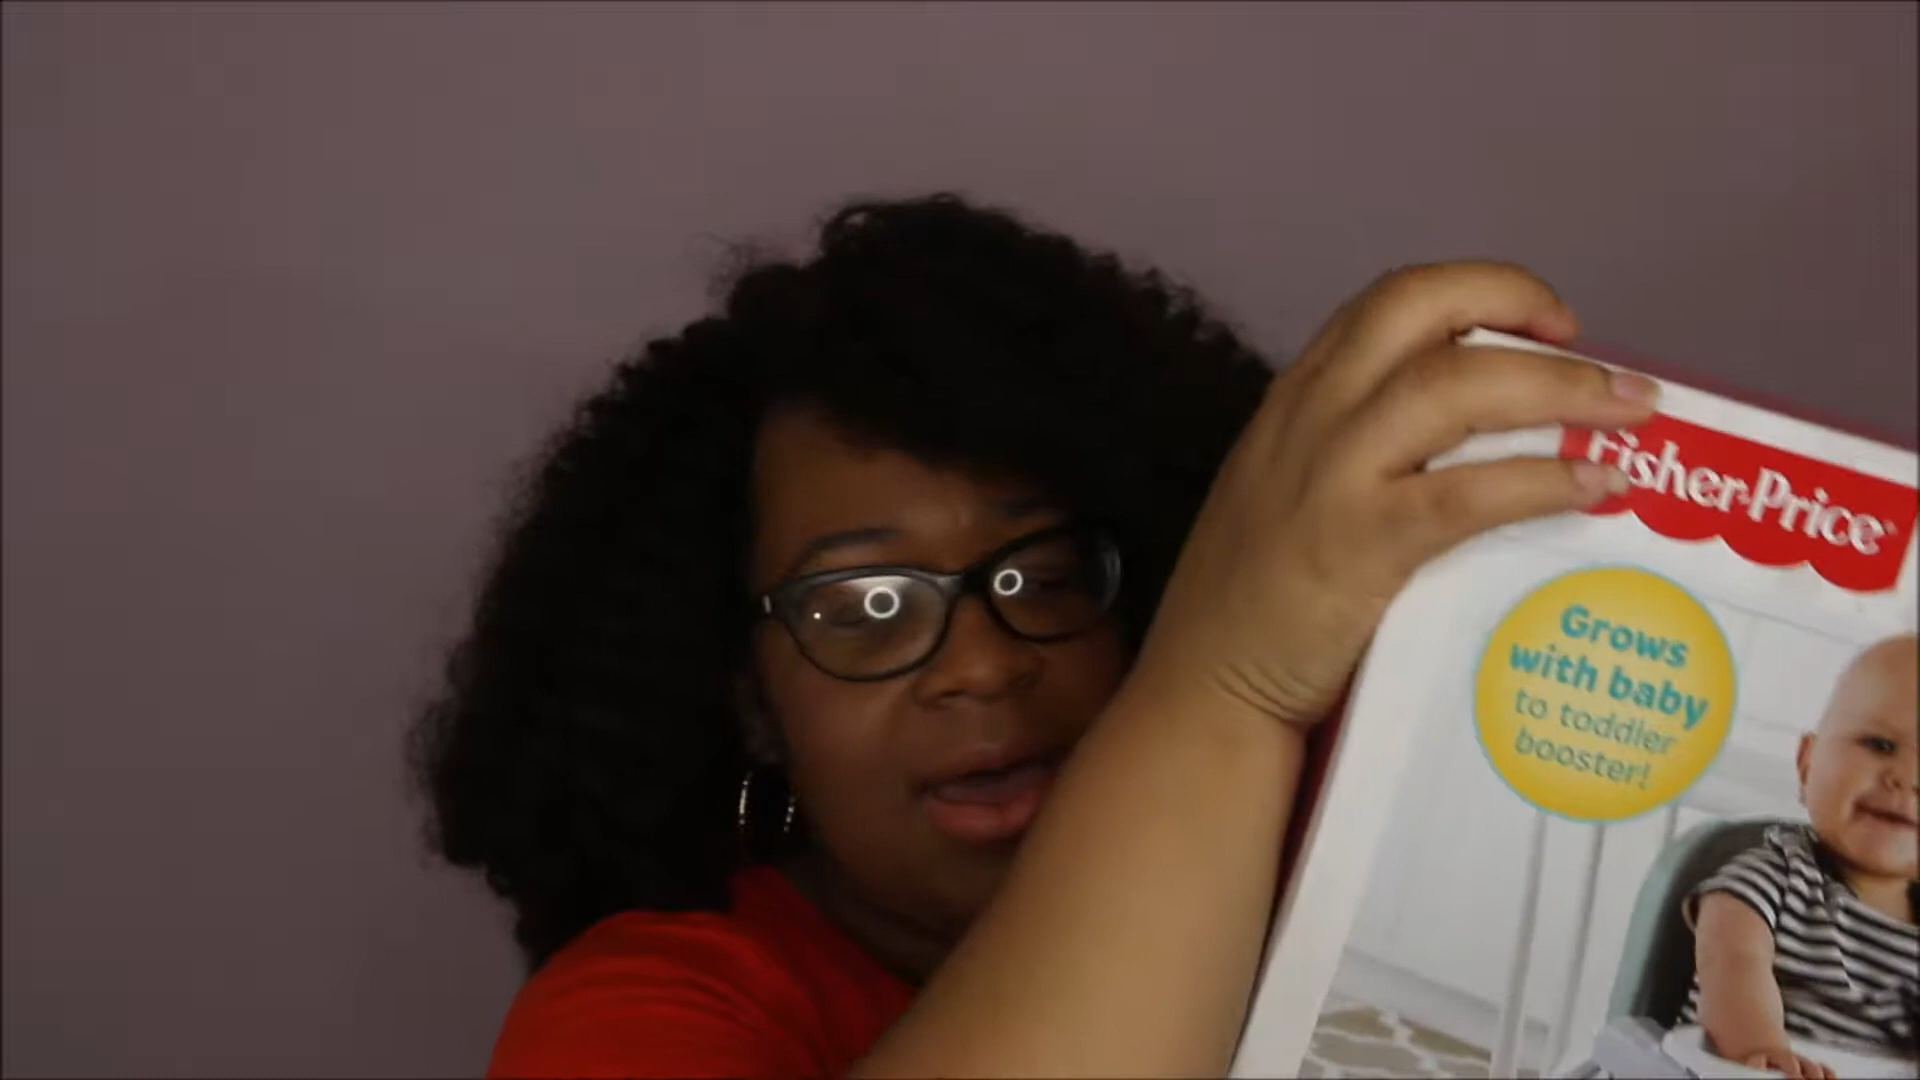 Fisher-Price
Grows
with baby
to toddler
booster!